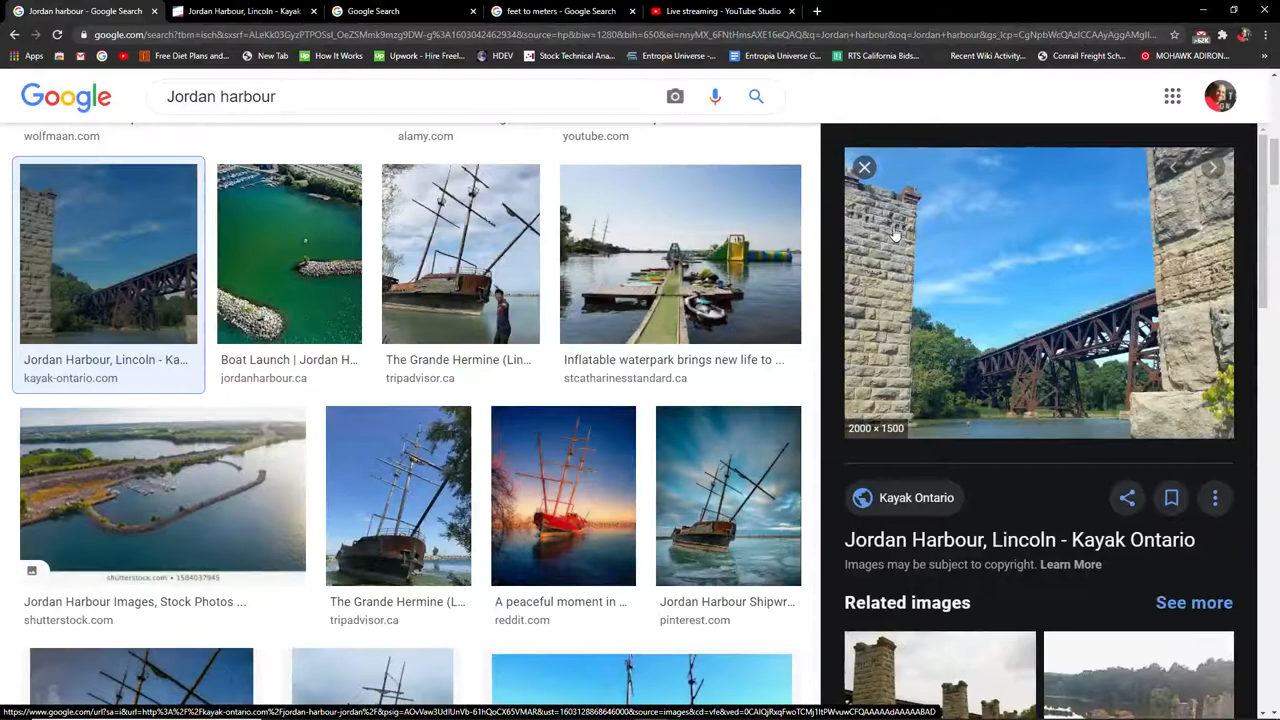 Jordan harbour - Google Search
Jordan Harbour, Lincoln - Kayak
Google Search
feet to meters - Google Search
Live streaming - YouTube Studio
Apps
Free Diet Plans and...
New Tab
How It Works
Upwork - Hire Freel...
HDEV
Stock Technical Ana...
Entropia Universe -...
Entropia Universe G...
RTS California Bids...
Recent Wiki Activity...
Conrail Freight Sch...
MOHAWK ADIRON...
Google
Jordan harbour
wolfmaan.com
alamy.com
youtube.com
Jordan Harbour, Lincoln - Ka...
kayak-ontario.com
Boat Launch | Jordan H...
jordanharbour.ca
The Grande Hermine (Lin...
tripadvisor.ca
Inflatable waterpark brings new life to ...
stcatharinesstandard.ca
2000 × 1500
Kayak Ontario
Jordan Harbour, Lincoln - Kayak Ontario
Images may be subject to copyright. Learn More
Related images
See more
shutterstock.com • 1584037945
Jordan Harbour Images, Stock Photos ...
shutterstock.com
The Grande Hermine (L...
tripadvisor.ca
A peaceful moment in ...
reddit.com
Jordan Harbour Shipwr...
pinterest.com